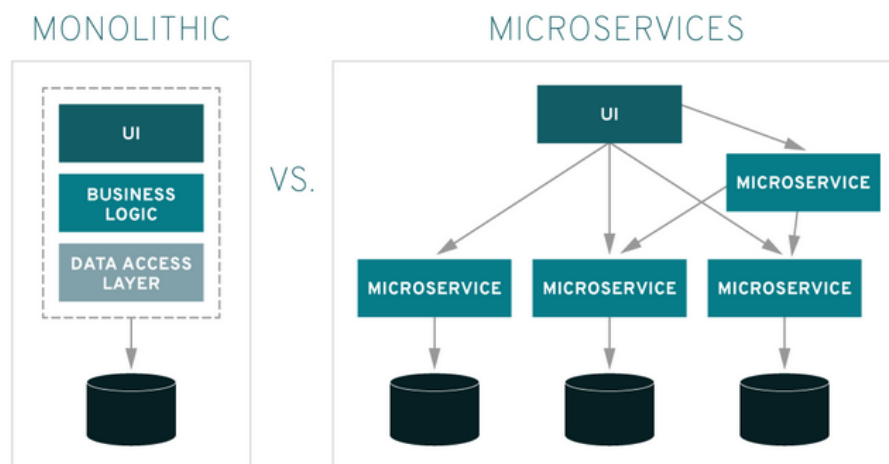 MONOLITHIC
MICROSERVICES
UI
BUSINESS
LOGIC
DATA ACCESS
LAYER
VS.
UI
MICROSERVICE
MICROSERVICE
MICROSERVICE
MICROSERVICE